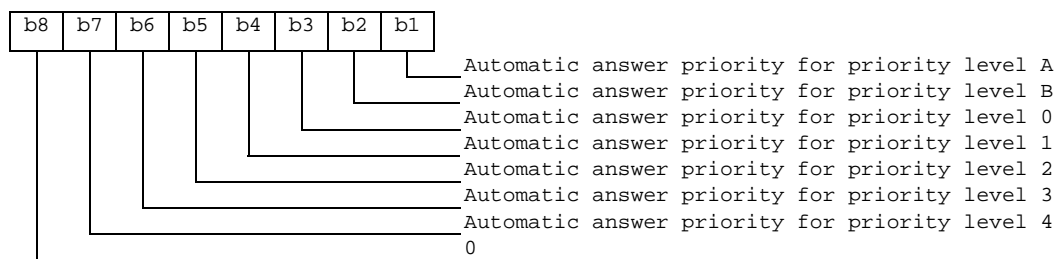 b8 b7 b6 b5 b4 b3 b2 b1
Automatic answer priority for priority level A
Automatic answer priority for priority level B
Automatic answer priority for priority level 0
Automatic answer priority for priority level 1
Automatic answer priority for priority level 2
Automatic answer priority for priority level 3
Automatic answer priority for priority level 4
0